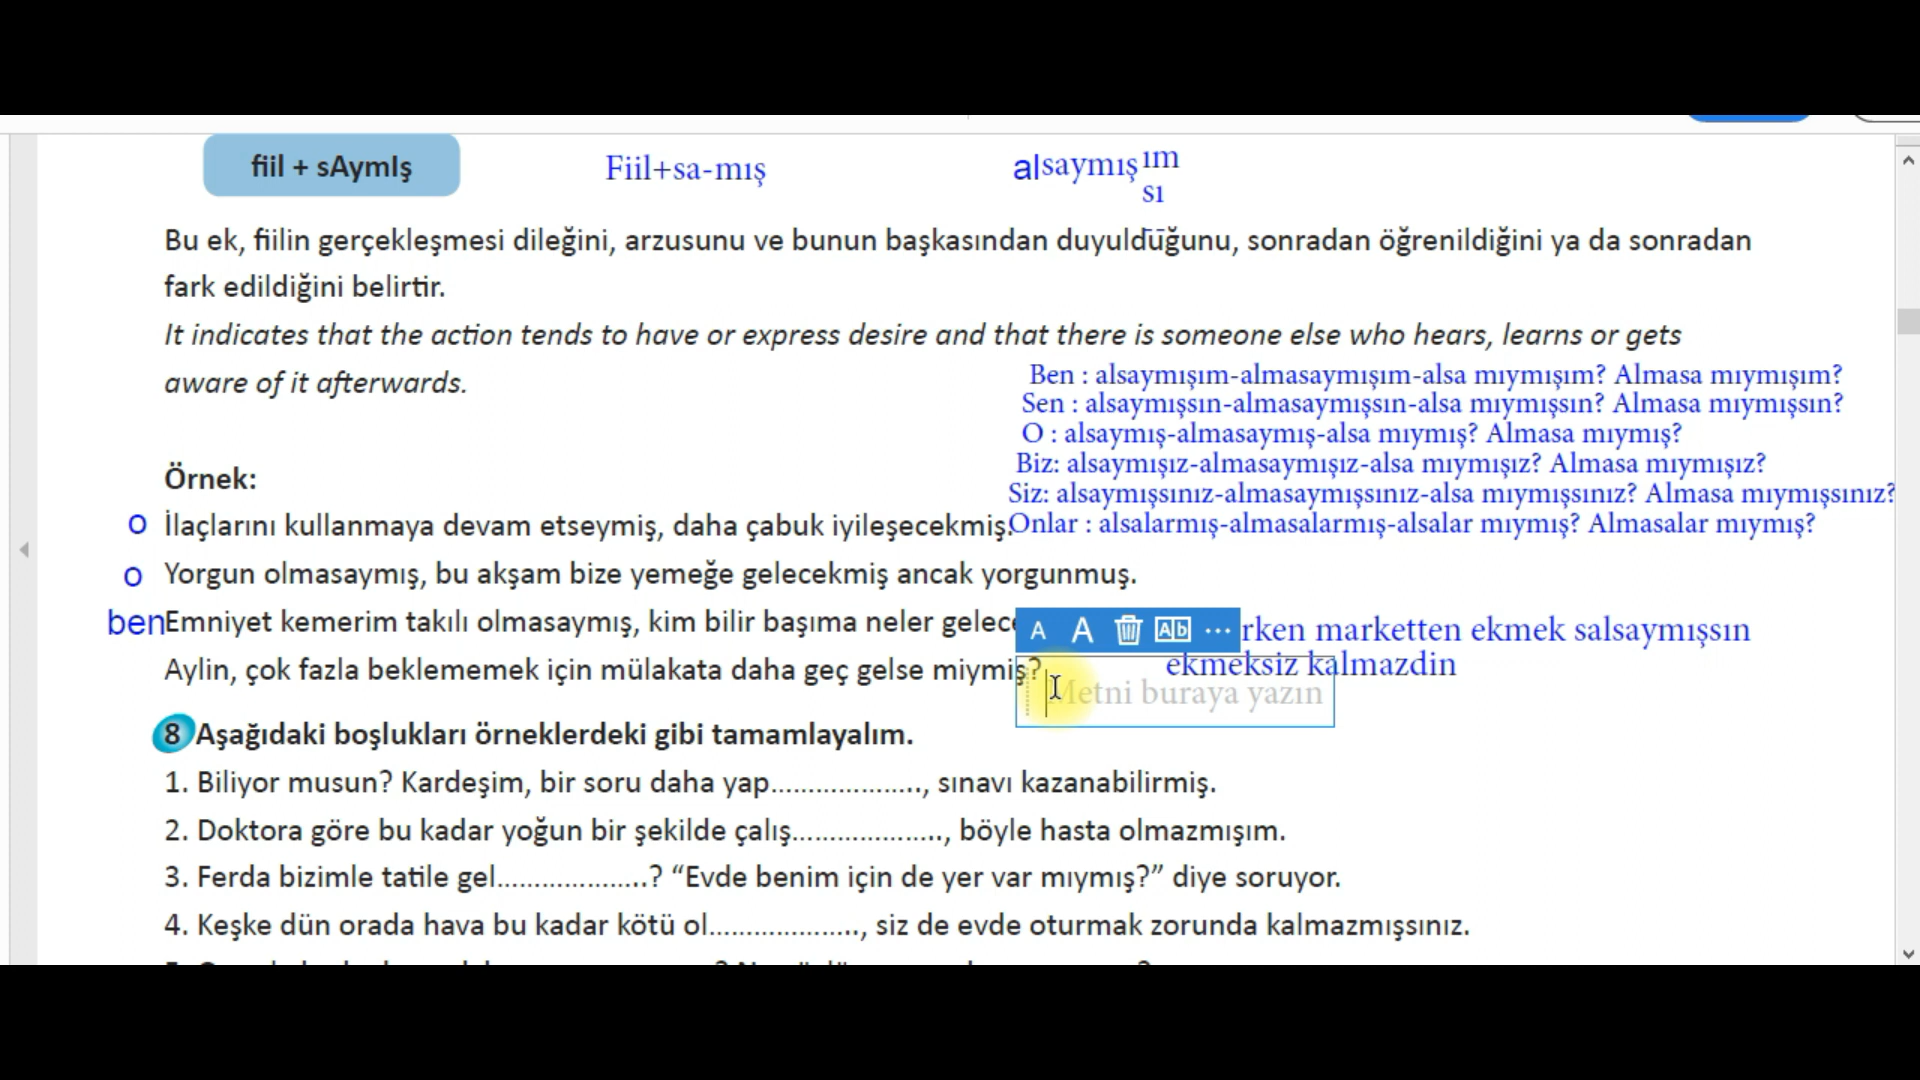 fiil + sAymIş
Fiil+sa-mış
alsaymış ım
sı
--
Bu ek, fiilin gerçekleşmesi dileğini, arzusunu ve bunun başkasından duyulduğunu, sonradan öğrenildiğini ya da sonradan
fark edildiğini belirtir.
It indicates that the action tends to have or express desire and that there is someone else who hears, learns or gets
aware of it afterwards.
Ben : alsaymışım-almasaymışım-alsa mıymışım? Almasa mıymışım?
Sen : alsaymışsın-almasaymışsın-alsa mıymışsın? Almasa mıymışsın?
O : alsaymış-almasaymış-alsa mıymış? Almasa mıymış?
Biz: alsaymışız-almasaymışız-alsa mıymışız? Almasa mıymışız?
Siz: alsaymışsınız-almasaymışsınız-alsa mıymışsınız? Almasa mıymışsınız?
Onlar : alsalarmış-almasalarmış-alsalar mıymış? Almasalar mıymış?
Örnek:
o İlaçlarını kullanmaya devam etseymiş, daha çabuk iyileşecekmiş.
o Yorgun olmasaymış, bu akşam bize yemeğe gelecekmiş ancak yorgunmuş.
ben Emniyet kemerim takılı olmasaymış, kim bilir başıma neler gelec
A A Ab ...
rken marketten ekmek salsaymışsın
ekmeksiz kalmazdin
Aylin, çok fazla beklememek için mülakata daha geç gelse miymiş?
Metni buraya yazın
8 Aşağıdaki boşlukları örneklerdeki gibi tamamlayalım.
1. Biliyor musun? Kardeşim, bir soru daha yap...................., sınavı kazanabilirmiş.
2. Doktora göre bu kadar yoğun bir şekilde çalış...................., böyle hasta olmazmışım.
3. Ferda bizimle tatile gel....................? “Evde benim için de yer var mıymış?” diye soruyor.
4. Keşke dün orada hava bu kadar kötü ol...................., siz de evde oturmak zorunda kalmazmışsınız.